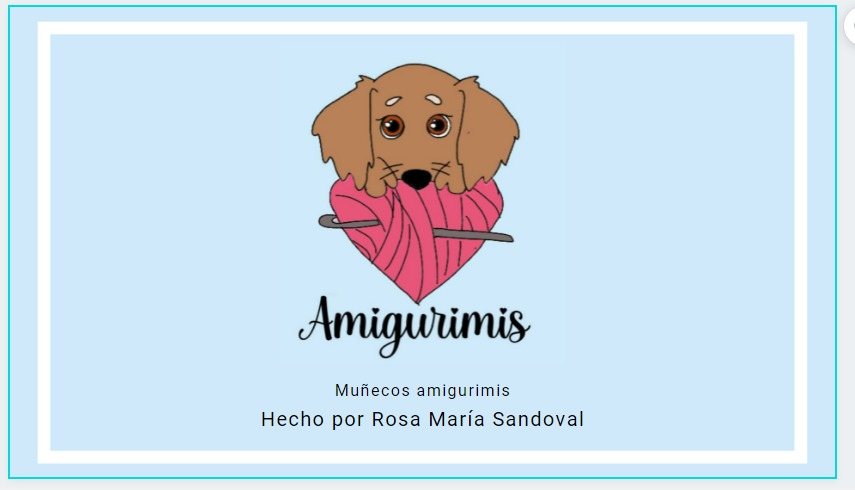 Amigurimis
Muñecos amigurimis
Hecho por Rosa María Sandoval